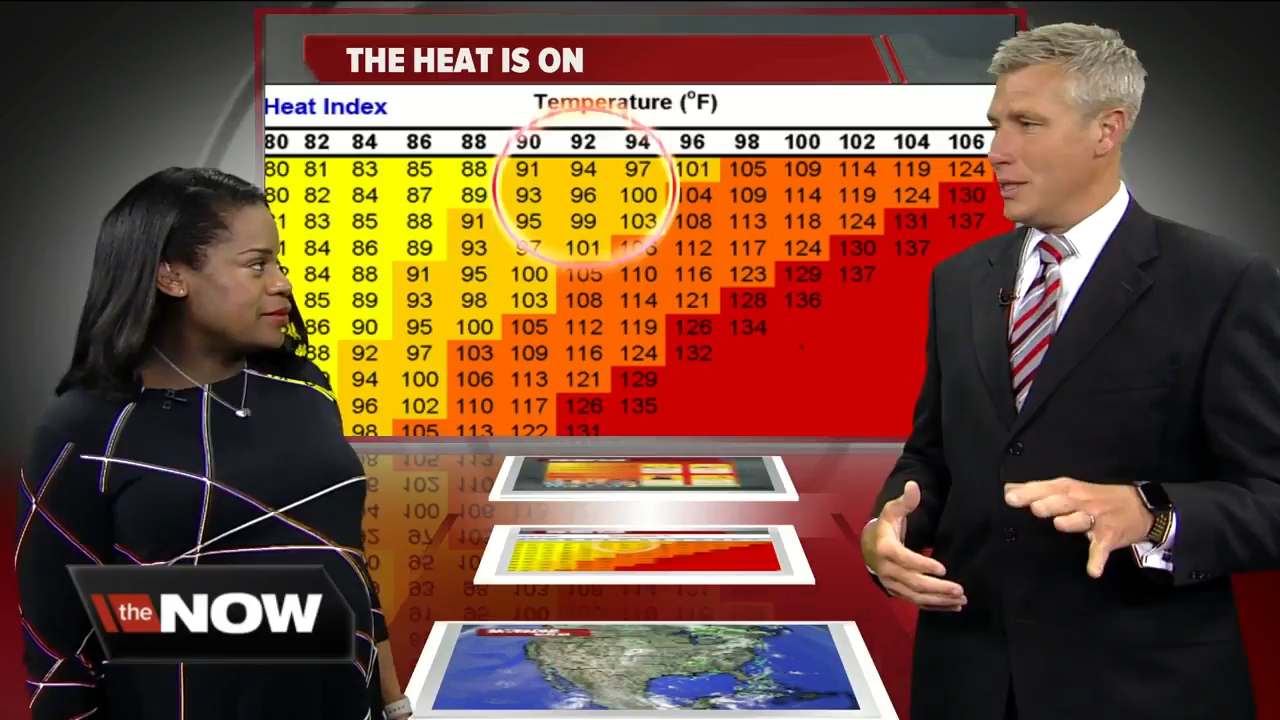 THE HEAT IS ON
Heat Index
Temperature (°F)
80 82 84 86 88 90 92 94 96 98 100 102 104 106
80 81 83 85 88 91 94 97 101 105 109 114 119 124
80 82 84 87 89 93 96 100 104 109 114 119 124 130
83 85 88 91 95 99 103 108 113 118 124 131 137
84 86 89 93 97 101 106 112 117 124 130 137
84 88 91 95 100 105 110 116 123 129 137
85 89 93 98 103 108 114 121 128 136
86 90 95 100 105 112 119 126 134
88 92 97 103 109 116 124 132
94 100 106 113 121 129
96 102 110 117 126 135
98 105 113 122 131
the NOW